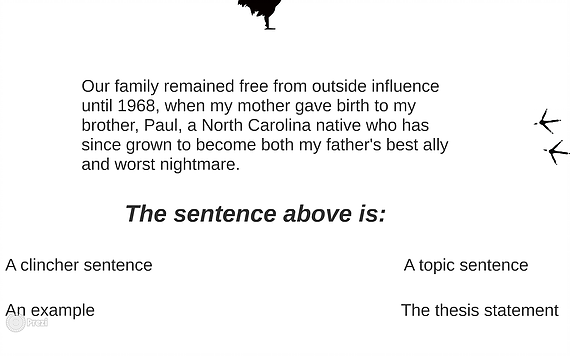 Our family remained free from outside influence
until 1968, when my mother gave birth to my
brother, Paul, a North Carolina native who has
since grown to become both my father's best ally
and worst nightmare.
The sentence above is:
A clincher sentence
A topic sentence
An example
The thesis statement
Prezi